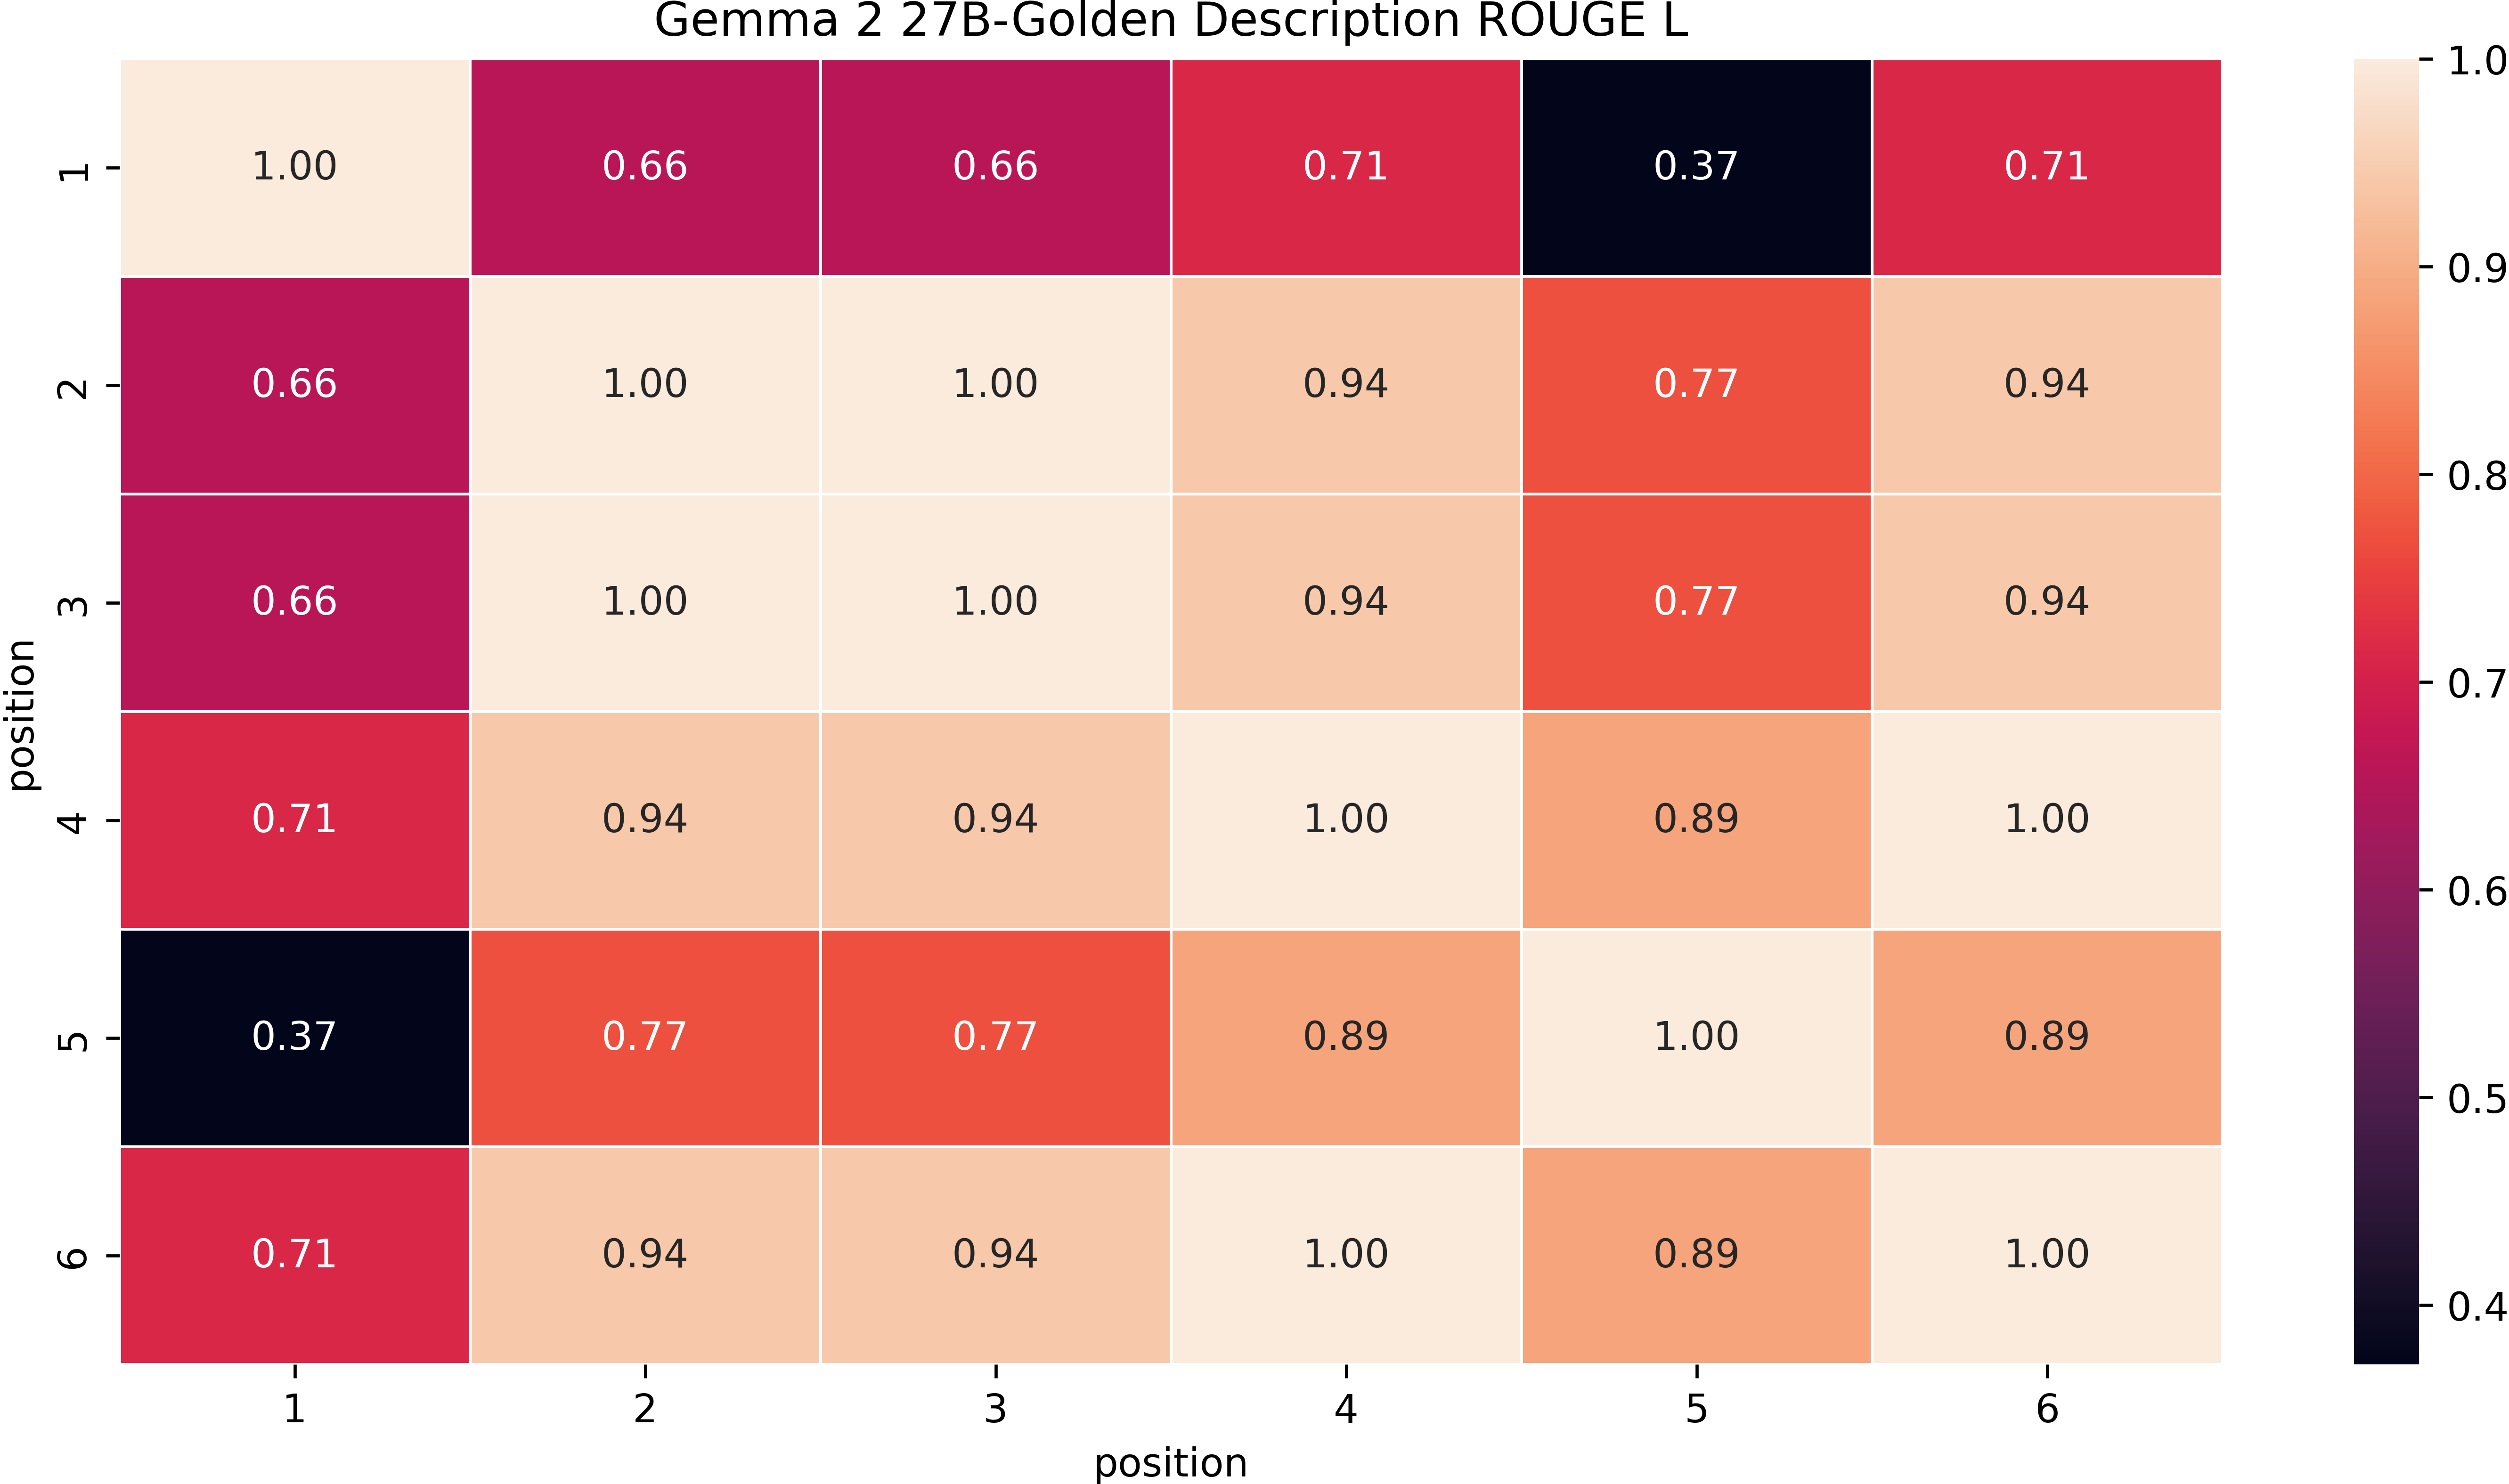 Gemma 2 27B-Golden Description ROUGE L
1 1.00 0.66 0.66 0.71 0.37 0.71
2 0.66 1.00 1.00 0.94 0.77 0.94
3 0.66 1.00 1.00 0.94 0.77 0.94
4 0.71 0.94 0.94 1.00 0.89 1.00
5 0.37 0.77 0.77 0.89 1.00 0.89
6 0.71 0.94 0.94 1.00 0.89 1.00
position
1 2 3 4 5 6
position
1.0
0.9
0.8
0.7
0.6
0.5
0.4